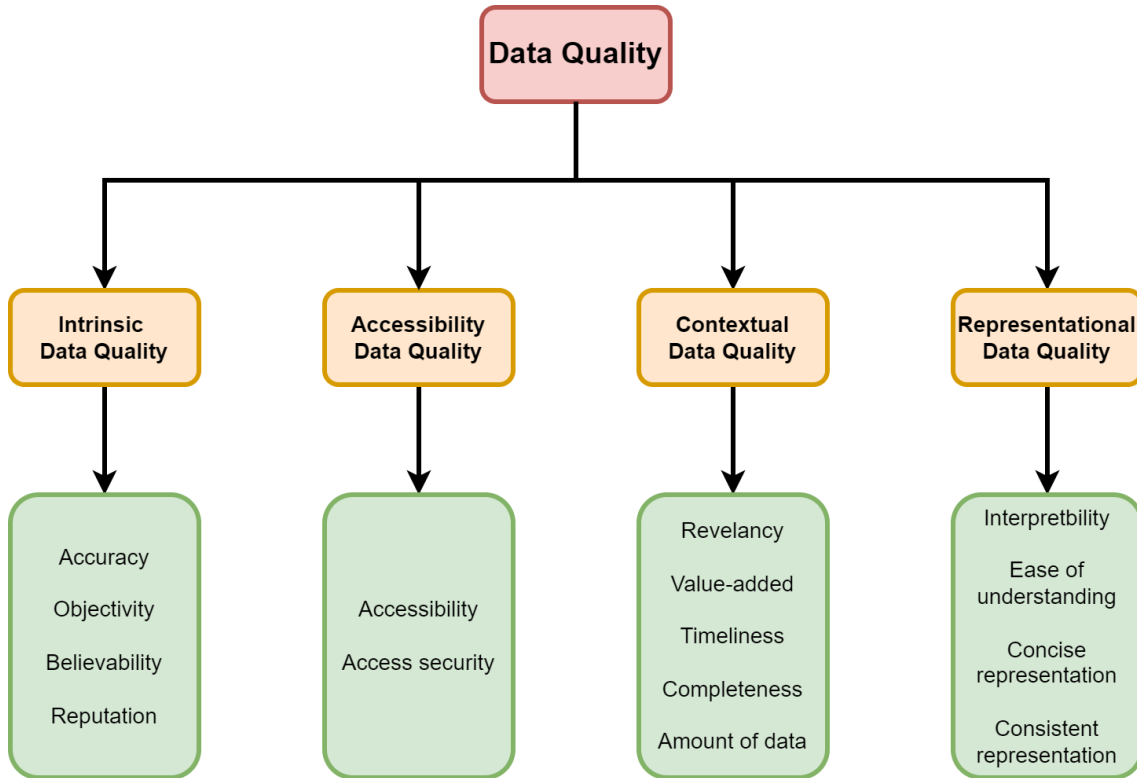 Data Quality
Intrinsic
Data Quality
Accessibility
Data Quality
Contextual
Data Quality
Representational
Data Quality
Accuracy
Objectivity
Believability
Reputation
Accessibility
Access security
Revelancy
Value-added
Timeliness
Completeness
Amount of data
Interpretbility
Ease of
understanding
Concise
representation
Consistent
representation